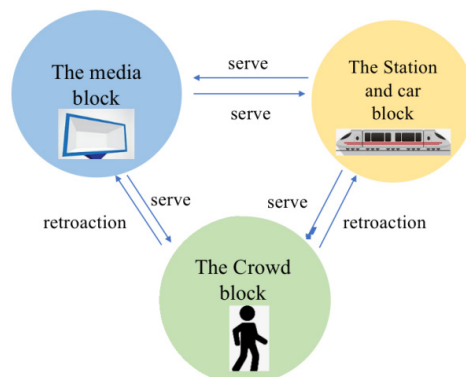 The media
block
serve
serve
The Station
and car
block
retroaction
serve
serve
retroaction
The Crowd
block